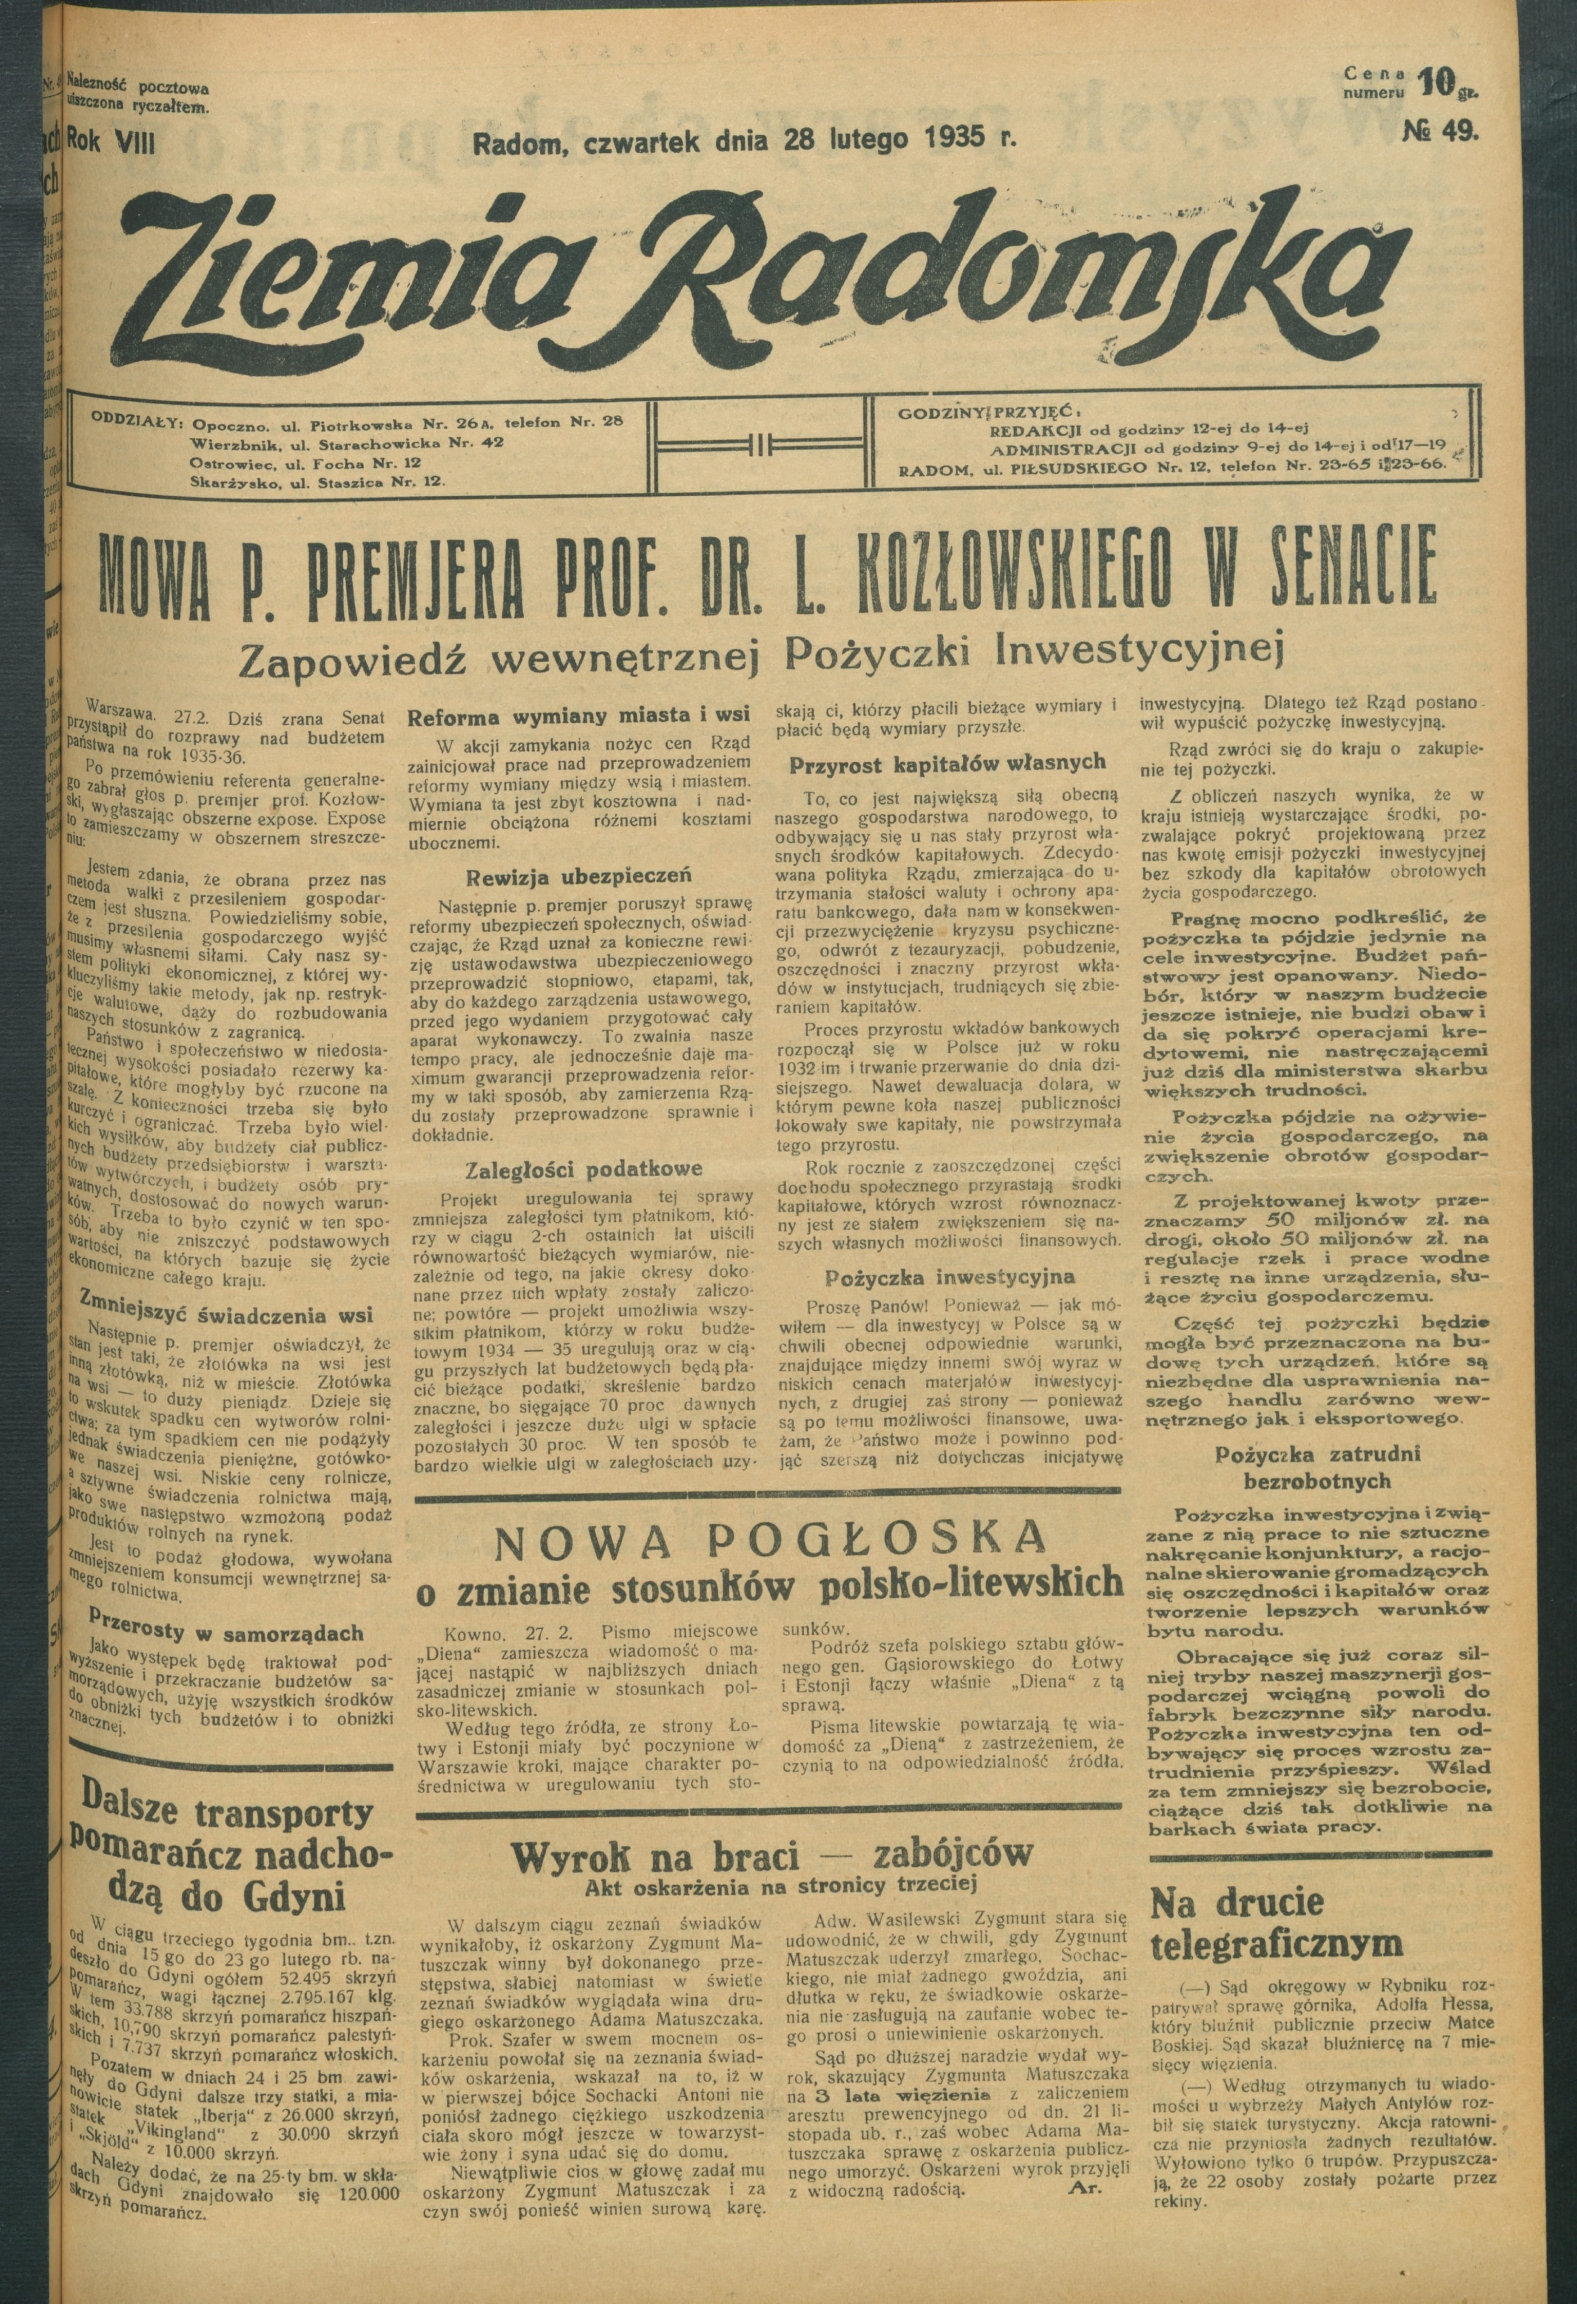 Należność pocztowa
uiszczona ryczałtem.
Rok VIII
Radom, czwartek dnia 28 lutego 1935 r.
Cena
numeru 10 gr.
№ 49.
Ziemia Radomska
ODDZIAŁY: Opoczno, ul. Piotrkowska Nr. 26A, telefon Nr. 28
Wierzbnik, ul. Starachowicka Nr. 42
Ostrowiec, ul. Focha Nr. 12
Skarżysko, ul. Staszica Nr. 12.
GODZINY PRZYJĘĆ:
REDAKCJI od godziny 12-ej do 14-ej
ADMINISTRACJI od godziny 9-ej do 14-ej i od 17—19
RADOM, ul. PIŁSUDSKIEGO Nr. 12, telefon Nr. 23-65 i 23-66.
MOWA P. PREMJERA PROF. DR. L. KOZŁOWSKIEGO W SENACIE
Zapowiedź wewnętrznej Pożyczki Inwestycyjnej
Warszawa. 27.2. Dziś zrana Senat
przystąpił do rozprawy nad budżetem
państwa na rok 1935-36.
Po przemówieniu referenta generalne-
go zabrał głos p. premjer prof. Kozłow-
ski, wygłaszając obszerne expose. Expose
to zamieszczamy w obszernem streszcze-
niu:
Jestem zdania, że obrana przez nas
metoda walki z przesileniem gospodar-
czem jest słuszna. Powiedzieliśmy sobie,
że z przesilenia gospodarczego wyjść
musimy własnemi siłami. Cały nasz sy-
stem polityki ekonomicznej, z której wy-
kluczyliśmy takie metody, jak np. restryk-
cje walutowe, dąży do rozbudowania
naszych stosunków z zagranicą.
Państwo i społeczeństwo w niedosta-
tecznej wysokości posiadało rezerwy ka-
pitałowe, które mogłyby być rzucone na
szalę. Z konieczności trzeba się było
kurczyć i ograniczać. Trzeba było wiel-
kich wysiłków, aby budżety ciał publicz-
nych budżety przedsiębiorstw i warszta-
tów wytwórczych, i budżety osób pry-
watnych, dostosować do nowych warun-
ków. Trzeba to było czynić w ten spo-
sób, aby nie zniszczyć podstawowych
wartości, na których bazuje się życie
ekonomiczne całego kraju.
Zmniejszyć świadczenia wsi
Następnie p. premjer oświadczył, że
stan jest taki, że złotówka na wsi jest
inną złotówką, niż w mieście. Złotówka
na wsi — to duży pieniądz. Dzieje się
to wskutek spadku cen wytworów rolni-
ctwa; za tym spadkiem cen nie podążyły
jednak świadczenia pieniężne, gotówko-
we naszej wsi. Niskie ceny rolnicze,
a sztywne świadczenia rolnictwa mają,
jako swe następstwo wzmożoną podaż
produktów rolnych na rynek.
Jest to podaż głodowa, wywołana
zmniejszeniem konsumcji wewnętrznej sa-
mego rolnictwa.
Przerosty w samorządach
Jako występek będę traktował pod-
wyższenie i przekraczanie budżetów sa-
morządowych, użyję wszystkich środków
do obniżki tych budżetów i to obniżki
znacznej.
Dalsze transporty
pomarańcz nadcho-
dzą do Gdyni
W ciągu trzeciego tygodnia bm.. t.zn.
od dnia 15 go do 23 go lutego rb. na-
deszło do Gdyni ogółem 52.495 skrzyń
pomarańcz, wagi łącznej 2.795.167 klg.
W tem 33.788 skrzyń pomarańcz hiszpań-
skich, 10,790 skrzyń pomarańcz palestyń-
skich i 7.737 skrzyń pomarańcz włoskich.
Pozatem w dniach 24 i 25 bm. zawi-
nęły do Gdyni dalsze trzy statki, a mia-
nowicie statek „Iberja“ z 26.000 skrzyń,
statek „Vikingland“ z 30.000 skrzyń
i „Skjöld“ z 10.000 skrzyń.
Należy dodać, że na 25-ty bm. w skła-
dach Gdyni znajdowało się 120.000
skrzyń pomarańcz.
Reforma wymiany miasta i wsi
W akcji zamykania nożyc cen Rząd
zainicjował prace nad przeprowadzeniem
reformy wymiany między wsią i miastem.
Wymiana ta jest zbyt kosztowna i nad-
miernie obciążona różnemi kosztami
ubocznemi.
Rewizja ubezpieczeń
Następnie p. premjer poruszył sprawę
reformy ubezpieczeń społecznych, oświad-
czając, że Rząd uznał za konieczne rewi-
zję ustawodawstwa ubezpieczeniowego
przeprowadzić stopniowo, etapami, tak,
aby do każdego zarządzenia ustawowego,
przed jego wydaniem przygotować cały
aparat wykonawczy. To zwalnia nasze
tempo pracy, ale jednocześnie daje ma-
ximum gwarancji przeprowadzenia refor-
my w taki sposób, aby zamierzenia Rzą-
du zostały przeprowadzone sprawnie i
dokładnie.
Zaległości podatkowe
Projekt uregulowania tej sprawy
zmniejsza zaległości tym płatnikom, któ-
rzy w ciągu 2-ch ostatnich lat uiścili
równowartość bieżących wymiarów, nie-
zależnie od tego, na jakie okresy doko-
nane przez nich wpłaty zostały zaliczo-
ne; powtóre — projekt umożliwia wszy-
stkim płatnikom, którzy w roku budże-
towym 1934 — 35 uregulują oraz w cią-
gu przyszłych lat budżetowych będą pła-
cić bieżące podatki, skreślenie bardzo
znaczne, bo sięgające 70 proc dawnych
zaległości i jeszcze duże ulgi w spłacie
pozostałych 30 proc. W ten sposób te
bardzo wielkie ulgi w zaległościach uzy-
skają ci, którzy płacili bieżące wymiary i
płacić będą wymiary przyszłe.
Przyrost kapitałów własnych
To, co jest największą siłą obecną
naszego gospodarstwa narodowego, to
odbywający się u nas stały przyrost wła-
snych środków kapitałowych. Zdecydo-
wana polityka Rządu, zmierzająca do u-
trzymania stałości waluty i ochrony apa-
ratu bankowego, dała nam w konsekwen-
cji przezwyciężenie kryzysu psychiczne-
go, odwrót z tezauryzacji, pobudzenie,
oszczędności i znaczny przyrost wkła-
dów w instytucjach, trudniących się zbie-
raniem kapitałów.
Proces przyrostu wkładów bankowych
rozpoczął się w Polsce już w roku
1932-im i trwanie przerwanie do dnia dzi-
siejszego. Nawet dewaluacja dolara, w
którym pewne koła naszej publiczności
lokowały swe kapitały, nie powstrzymała
tego przyrostu.
Rok rocznie z zaoszczędzonej części
dochodu społecznego przyrastają środki
kapitałowe, których wzrost równoznacz-
ny jest ze stałem zwiększeniem się na-
szych własnych możliwości finansowych.
Pożyczka inwestycyjna
Proszę Panów! Ponieważ — jak mó-
wiłem — dla inwestycyj w Polsce są w
chwili obecnej odpowiednie warunki,
znajdujące między innemi swój wyraz w
niskich cenach materjałów inwestycyj-
nych, z drugiej zaś strony — ponieważ
są po temu możliwości finansowe, uwa-
żam, że Państwo może i powinno pod-
jąć szerszą niż dotychczas inicjatywę
inwestycyjną. Dlatego też Rząd postano-
wił wypuścić pożyczkę inwestycyjną.
Rząd zwróci się do kraju o zakupie-
nie tej pożyczki.
Z obliczeń naszych wynika, że w
kraju istnieją wystarczające środki, po-
zwalające pokryć projektowaną przez
nas kwotę emisji pożyczki inwestycyjnej
bez szkody dla kapitałów obrotowych
życia gospodarczego.
Pragnę mocno podkreślić, że
pożyczka ta pójdzie jedynie na
cele inwestycyjne. Budżet pań-
stwowy jest opanowany. Niedo-
bór, który w naszym budżecie
jeszcze istnieje, nie budzi obaw i
da się pokryć operacjami kre-
dytowemi, nie nastręczającemi
już dziś dla ministerstwa skarbu
większych trudności.
Pożyczka pójdzie na ożywie-
nie życia gospodarczego, na
zwiększenie obrotów gospodar-
czych.
Z projektowanej kwoty prze-
znaczamy 50 miljonów zł. na
drogi, około 50 miljonów zł. na
regulacje rzek i prace wodne
i resztę na inne urządzenia, słu-
żące życiu gospodarczemu.
Część tej pożyczki będzie
mogła być przeznaczona na bu-
dowę tych urządzeń, które są
niezbędne dla usprawnienia na-
szego handlu zarówno wew-
nętrznego jak i eksportowego.
Pożyczka zatrudni
bezrobotnych
Pożyczka inwestycyjna i zwią-
zane z nią prace to nie sztuczne
nakręcanie konjunktury, a racjo-
nalne skierowanie gromadzących
się oszczędności i kapitałów oraz
tworzenie lepszych warunków
bytu narodu.
Obracające się już coraz sil-
niej tryby naszej maszynerji gos-
podarczej wciągną powoli do
fabryk bezczynne siły narodu.
Pożyczka inwestycyjna ten od-
bywający się proces wzrostu za-
trudnienia przyśpieszy. Wślad
za tem zmniejszy się bezrobocie,
ciążące dziś tak dotkliwie na
barkach świata pracy.
NOWA POGŁOSKA
o zmianie stosunków polsko-litewskich
Kowno, 27. 2. Pismo miejscowe
„Diena“ zamieszcza wiadomość o ma-
jącej nastąpić w najbliższych dniach
zasadniczej zmianie w stosunkach pol-
sko-litewskich.
Według tego źródła, ze strony Ło-
twy i Estonji miały być poczynione w
Warszawie kroki, mające charakter po-
średnictwa w uregulowaniu tych sto-
sunków.
Podróż szefa polskiego sztabu głów-
nego gen. Gąsiorowskiego do Łotwy
i Estonji łączy właśnie „Diena“ z tą
sprawą.
Pisma litewskie powtarzają tę wia-
domość za „Dieną“ z zastrzeżeniem, że
czynią to na odpowiedzialność źródła.
Wyrok na braci — zabójców
Akt oskarżenia na stronicy trzeciej
W dalszym ciągu zeznań świadków
wynikałoby, iż oskarżony Zygmunt Ma-
tuszczak winny był dokonanego prze-
stępstwa, słabiej natomiast w świetle
zeznań świadków wyglądała wina dru-
giego oskarżonego Adama Matuszczaka.
Prok. Szafer w swem mocnem os-
karżeniu powołał się na zeznania świad-
ków oskarżenia, wskazał na to, iż w
w pierwszej bójce Sochacki Antoni nie
poniósł żadnego ciężkiego uszkodzenia
ciała skoro mógł jeszcze w towarzyst-
wie żony i syna udać się do domu.
Niewątpliwie cios w głowę zadał mu
oskarżony Zygmunt Matuszczak i za
czyn swój ponieść winien surową karę.
Adw. Wasilewski Zygmunt stara się
udowodnić, że w chwili, gdy Zygmunt
Matuszczak uderzył zmarłego, Sochac-
kiego, nie miał żadnego gwoździa, ani
dłutka w ręku, że świadkowie oskarże-
nia nie zasługują na zaufanie wobec te-
go prosi o uniewinienie oskarżonych.
Sąd po dłuższej naradzie wydał wy-
rok, skazujący Zygmunta Matuszczaka
na 3 lata więzienia z zaliczeniem
aresztu prewencyjnego od dn. 21 li-
stopada ub. r., zaś wobec Adama Ma-
tuszczaka sprawę z oskarżenia publicz-
nego umorzyć. Oskarżeni wyrok przyjęli
z widoczną radością. Ar.
Na drucie
telegraficznym
(—) Sąd okręgowy w Rybniku roz-
patrywał sprawę górnika, Adolfa Hessa,
który bluźnił publicznie przeciw Matce
Boskiej. Sąd skazał bluźniercę na 7 mie-
sięcy więzienia.
(—) Według otrzymanych tu wiado-
mości u wybrzeży Małych Antylów roz-
bił się statek turystyczny. Akcja ratowni-
cza nie przyniosła żadnych rezultatów.
Wyłowiono tylko 6 trupów. Przypuszcza-
ją, że 22 osoby zostały pożarte przez
rekiny.